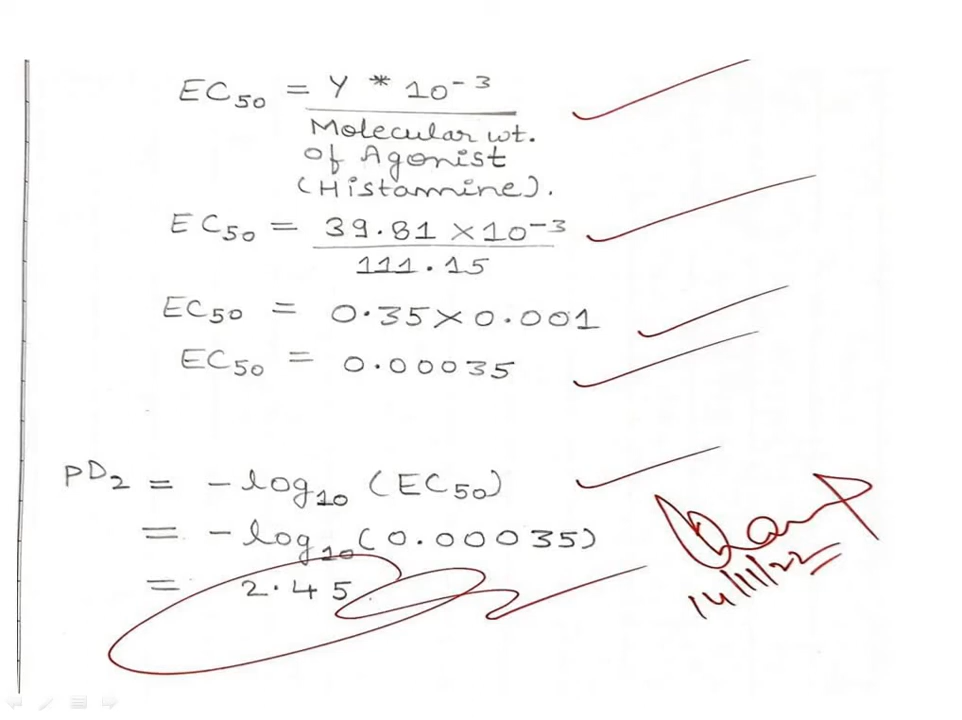 EC50 = Y * 10-3
Molecular wt.
of Agonist
(Histamine).
EC50 = 39.81 × 10-3
111.15
EC50 = 0.35 × 0.001
EC50 = 0.00035
PD2 = - log10 (EC50)
= - log10 (0.00035)
= 2.45
14/11/22